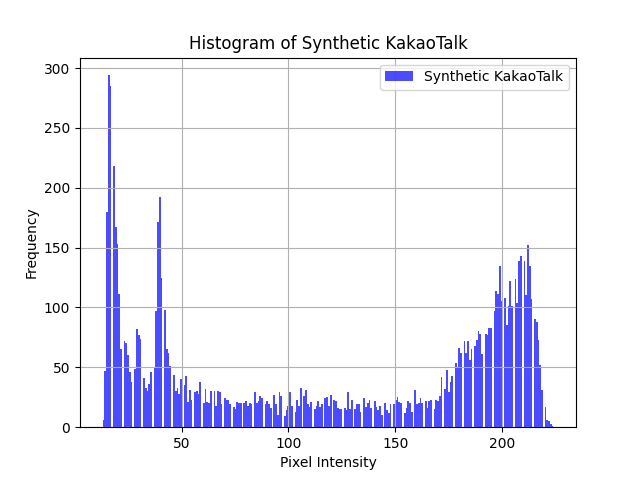 Histogram of Synthetic KakaoTalk
Synthetic KakaoTalk
300
250
200
150
100
50
0
Frequency
50 100 150 200
Pixel Intensity